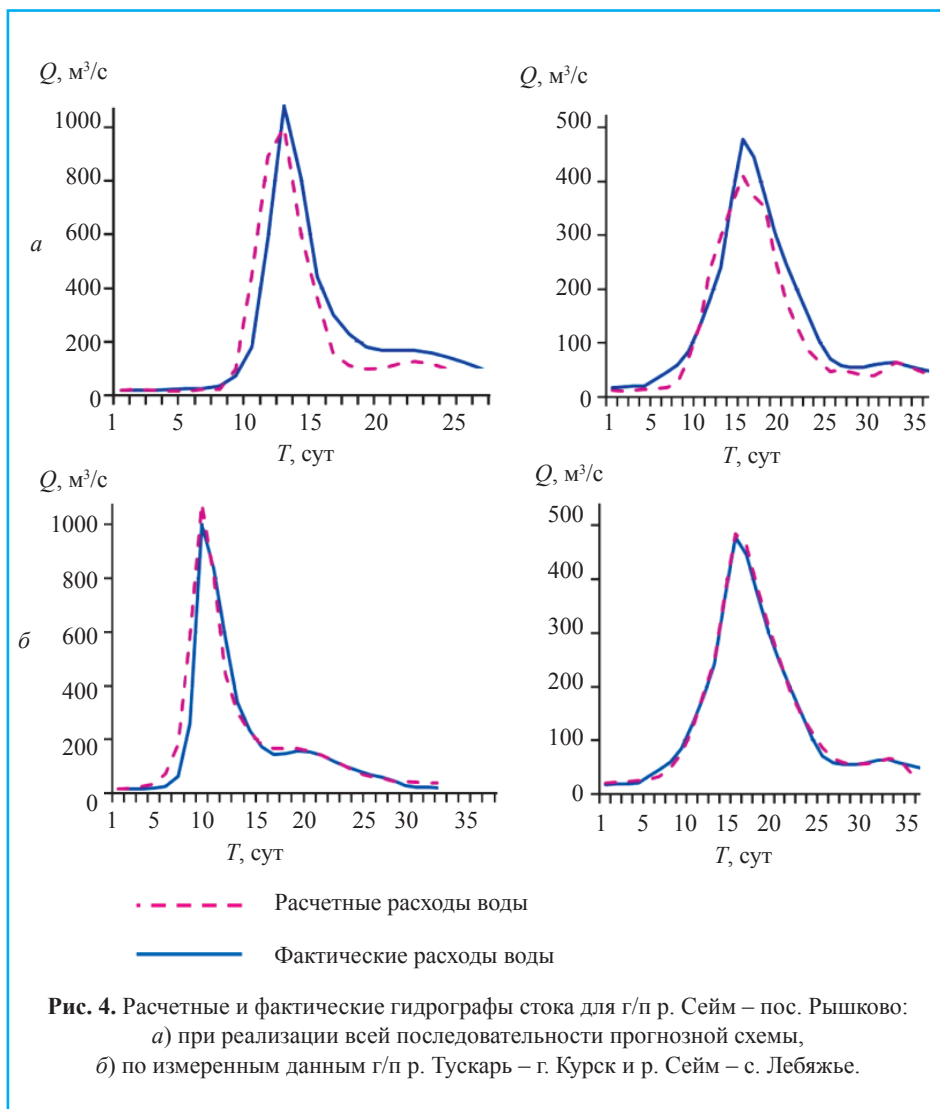 Q, м³/с
1000
800
600
400
200
0
1 5 10 15 20 25
T, сут
а
Q, м³/с
500
400
300
200
100
0
1 5 10 15 20 25 30 35
T, сут
Q, м³/с
1000
800
600
400
200
0
1 5 10 15 20 25 30 35
T, сут
б
Q, м³/с
500
400
300
200
100
0
1 5 10 15 20 25 30 35
T, сут
Расчетные расходы воды
Фактические расходы воды
Рис. 4. Расчетные и фактические гидрографы стока для г/п р. Сейм – пос. Рышково:
а) при реализации всей последовательности прогнозной схемы,
б) по измеренным данным г/п р. Тускарь – г. Курск и р. Сейм – с. Лебяжье.